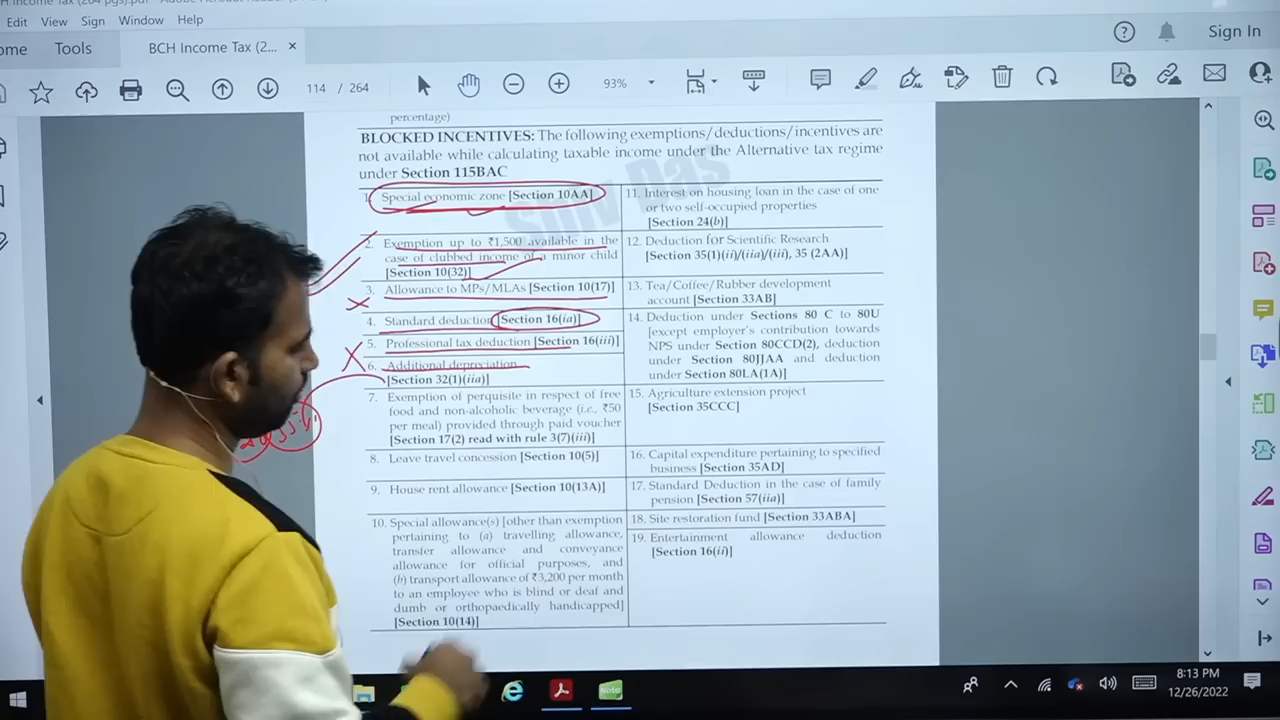 CH Income Tax (264 pgs).pdf
Edit View Sign Window Help
ome Tools BCH Income Tax (2... ×
Sign In
114 / 264
93%
percentage)
BLOCKED INCENTIVES: The following exemptions/deductions/incentives are
not available while calculating taxable income under the Alternative tax regime
under Section 115BAC
1. Special economic zone [Section 10AA]
2. Exemption up to ₹1,500 available in the
case of clubbed income of a minor child
[Section 10(32)]
3. Allowance to MPs/MLAs [Section 10(17)]
4. Standard deduction [Section 16(ia)]
5. Professional tax deduction [Section 16(iii)]
6. Additional depreciation
[Section 32(1)(iia)]
7. Exemption of perquisite in respect of free
food and non-alcoholic beverage (i.e., ₹50
per meal) provided through paid voucher
[Section 17(2) read with rule 3(7)(iii)]
8. Leave travel concession [Section 10(5)]
9. House rent allowance [Section 10(13A)]
10. Special allowance(s) [other than exemption
pertaining to (a) travelling allowance,
transfer allowance and conveyance
allowance for official purposes, and
(b) transport allowance of ₹3,200 per month
to an employee who is blind or deaf and
dumb or orthopaedically handicapped]
[Section 10(14)]
11. Interest on housing loan in the case of one
or two self-occupied properties
[Section 24(b)]
12. Deduction for Scientific Research
[Section 35(1)(ii)/(iia)/(iii), 35 (2AA)]
13. Tea/Coffee/Rubber development
account [Section 33AB]
14. Deduction under Sections 80 C to 80U
[except employer's contribution towards
NPS under Section 80CCD(2), deduction
under Section 80JJAA and deduction
under Section 80LA(1A)]
15. Agriculture extension project
[Section 35CCC]
16. Capital expenditure pertaining to specified
business [Section 35AD]
17. Standard Deduction in the case of family
pension [Section 57(iia)]
18. Site restoration fund [Section 33ABA]
19. Entertainment allowance deduction
[Section 16(ii)]
Shiv Das
Note
8:13 PM
12/26/2022